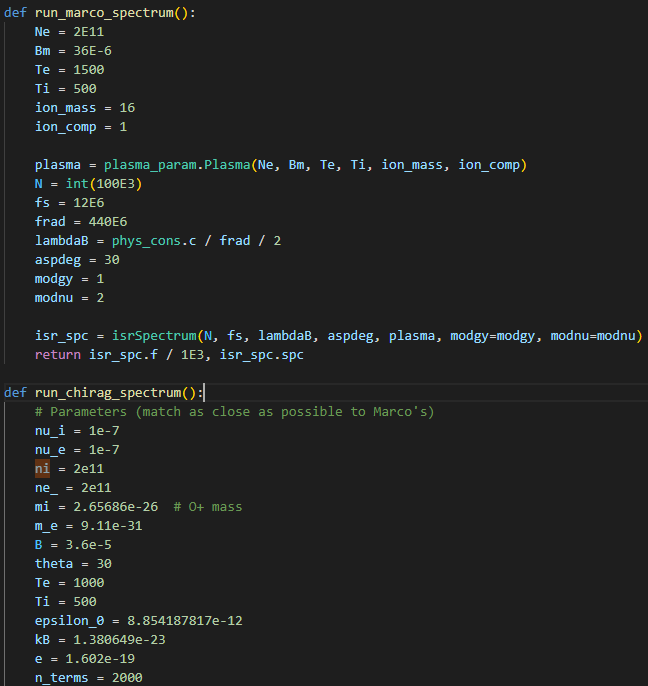 def run_marco_spectrum():
    Ne = 2E11
    Bm = 36E-6
    Te = 1500
    Ti = 500
    ion_mass = 16
    ion_comp = 1

    plasma = plasma_param.Plasma(Ne, Bm, Te, Ti, ion_mass, ion_comp)
    N = int(100E3)
    fs = 12E6
    frad = 440E6
    lambdaB = phys_cons.c / frad / 2
    aspdeg = 30
    modgy = 1
    modnu = 2

    isr_spc = isrSpectrum(N, fs, lambdaB, aspdeg, plasma, modgy=modgy, modnu=modnu)
    return isr_spc.f / 1E3, isr_spc.spc

def run_chirag_spectrum():
    # Parameters (match as close as possible to Marco's)
    nu_i = 1e-7
    nu_e = 1e-7
    ni = 2e11
    ne_ = 2e11
    mi = 2.65686e-26  # O+ mass
    m_e = 9.11e-31
    B = 3.6e-5
    theta = 30
    Te = 1000
    Ti = 500
    epsilon_0 = 8.854187817e-12
    kB = 1.380649e-23
    e = 1.602e-19
    n_terms = 2000